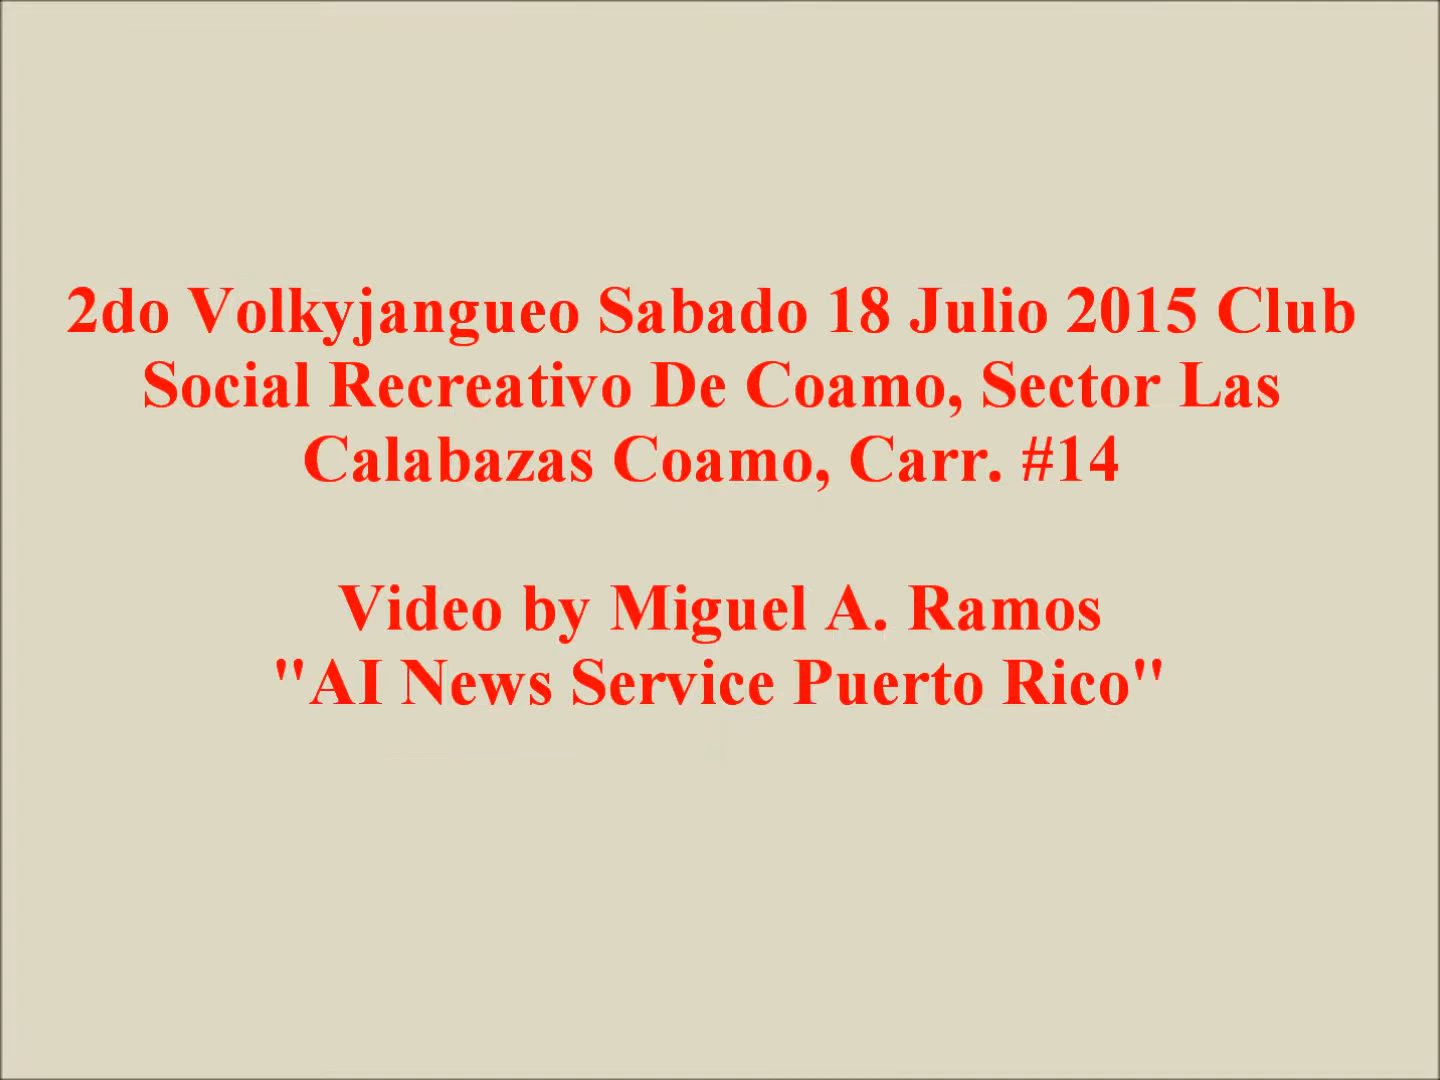 2do Volkyjangueo Sabado 18 Julio 2015 Club
Social Recreativo De Coamo, Sector Las
Calabazas Coamo, Carr. #14
Video by Miguel A. Ramos
"AI News Service Puerto Rico"